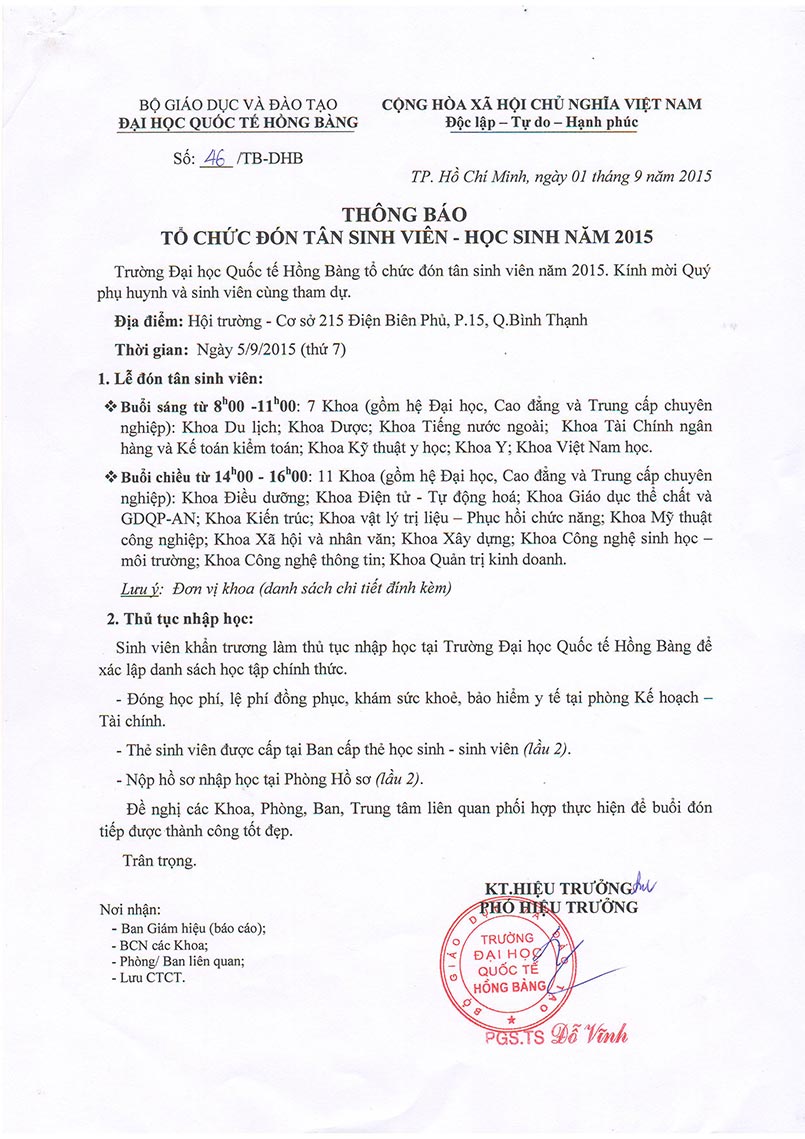 BỘ GIÁO DỤC VÀ ĐÀO TẠO
ĐẠI HỌC QUỐC TẾ HỒNG BÀNG
Số: 46 /TB-DHB
CỘNG HÒA XÃ HỘI CHỦ NGHĨA VIỆT NAM
Độc lập – Tự do – Hạnh phúc
TP. Hồ Chí Minh, ngày 01 tháng 9 năm 2015
THÔNG BÁO
TỔ CHỨC ĐÓN TÂN SINH VIÊN - HỌC SINH NĂM 2015
Trường Đại học Quốc tế Hồng Bàng tổ chức đón tân sinh viên năm 2015. Kính mời Quý
phụ huynh và sinh viên cùng tham dự.
Địa điểm: Hội trường - Cơ sở 215 Điện Biên Phủ, P.15, Q.Bình Thạnh
Thời gian: Ngày 5/9/2015 (thứ 7)
1. Lễ đón tân sinh viên:
❖ Buổi sáng từ 8h00 -11h00: 7 Khoa (gồm hệ Đại học, Cao đẳng và Trung cấp chuyên
nghiệp): Khoa Du lịch; Khoa Dược; Khoa Tiếng nước ngoài; Khoa Tài Chính ngân
hàng và Kế toán kiểm toán; Khoa Kỹ thuật y học; Khoa Y; Khoa Việt Nam học.
❖ Buổi chiều từ 14h00 - 16h00: 11 Khoa (gồm hệ Đại học, Cao đẳng và Trung cấp chuyên
nghiệp): Khoa Điều dưỡng; Khoa Điện tử - Tự động hoá; Khoa Giáo dục thể chất và
GDQP-AN; Khoa Kiến trúc; Khoa vật lý trị liệu – Phục hồi chức năng; Khoa Mỹ thuật
công nghiệp; Khoa Xã hội và nhân văn; Khoa Xây dựng; Khoa Công nghệ sinh học –
môi trường; Khoa Công nghệ thông tin; Khoa Quản trị kinh doanh.
Lưu ý: Đơn vị khoa (danh sách chi tiết đính kèm)
2. Thủ tục nhập học:
Sinh viên khẩn trương làm thủ tục nhập học tại Trường Đại học Quốc tế Hồng Bàng để
xác lập danh sách học tập chính thức.
- Đóng học phí, lệ phí đồng phục, khám sức khoẻ, bảo hiểm y tế tại phòng Kế hoạch –
Tài chính.
- Thẻ sinh viên được cấp tại Ban cấp thẻ học sinh - sinh viên (lầu 2).
- Nộp hồ sơ nhập học tại Phòng Hồ sơ (lầu 2).
Đề nghị các Khoa, Phòng, Ban, Trung tâm liên quan phối hợp thực hiện để buổi đón
tiếp được thành công tốt đẹp.
Trân trọng.
KT.HIỆU TRƯỞNG
PHÓ HIỆU TRƯỞNG
Nơi nhận:
- Ban Giám hiệu (báo cáo);
- BCN các Khoa;
- Phòng/ Ban liên quan;
- Lưu CTCT.
BỘ GIÁO DỤC VÀ ĐÀO TẠO
TRƯỜNG
ĐẠI HỌC
QUỐC TẾ
HỒNG BÀNG
PGS.TS Đỗ Vĩnh